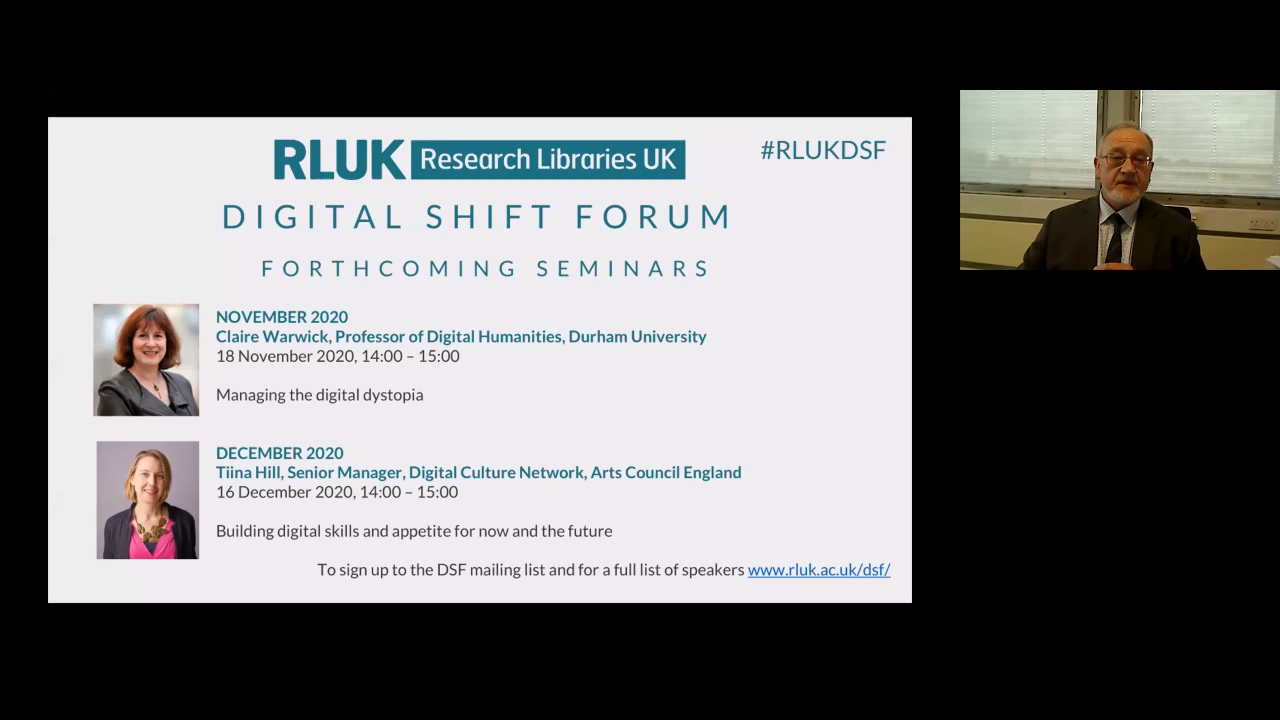 RLUK Research Libraries UK
#RLUKDSF
DIGITAL SHIFT FORUM
FORTHCOMING SEMINARS
NOVEMBER 2020
Claire Warwick, Professor of Digital Humanities, Durham University
18 November 2020, 14:00 – 15:00
Managing the digital dystopia
DECEMBER 2020
Tiina Hill, Senior Manager, Digital Culture Network, Arts Council England
16 December 2020, 14:00 – 15:00
Building digital skills and appetite for now and the future
To sign up to the DSF mailing list and for a full list of speakers www.rluk.ac.uk/dsf/